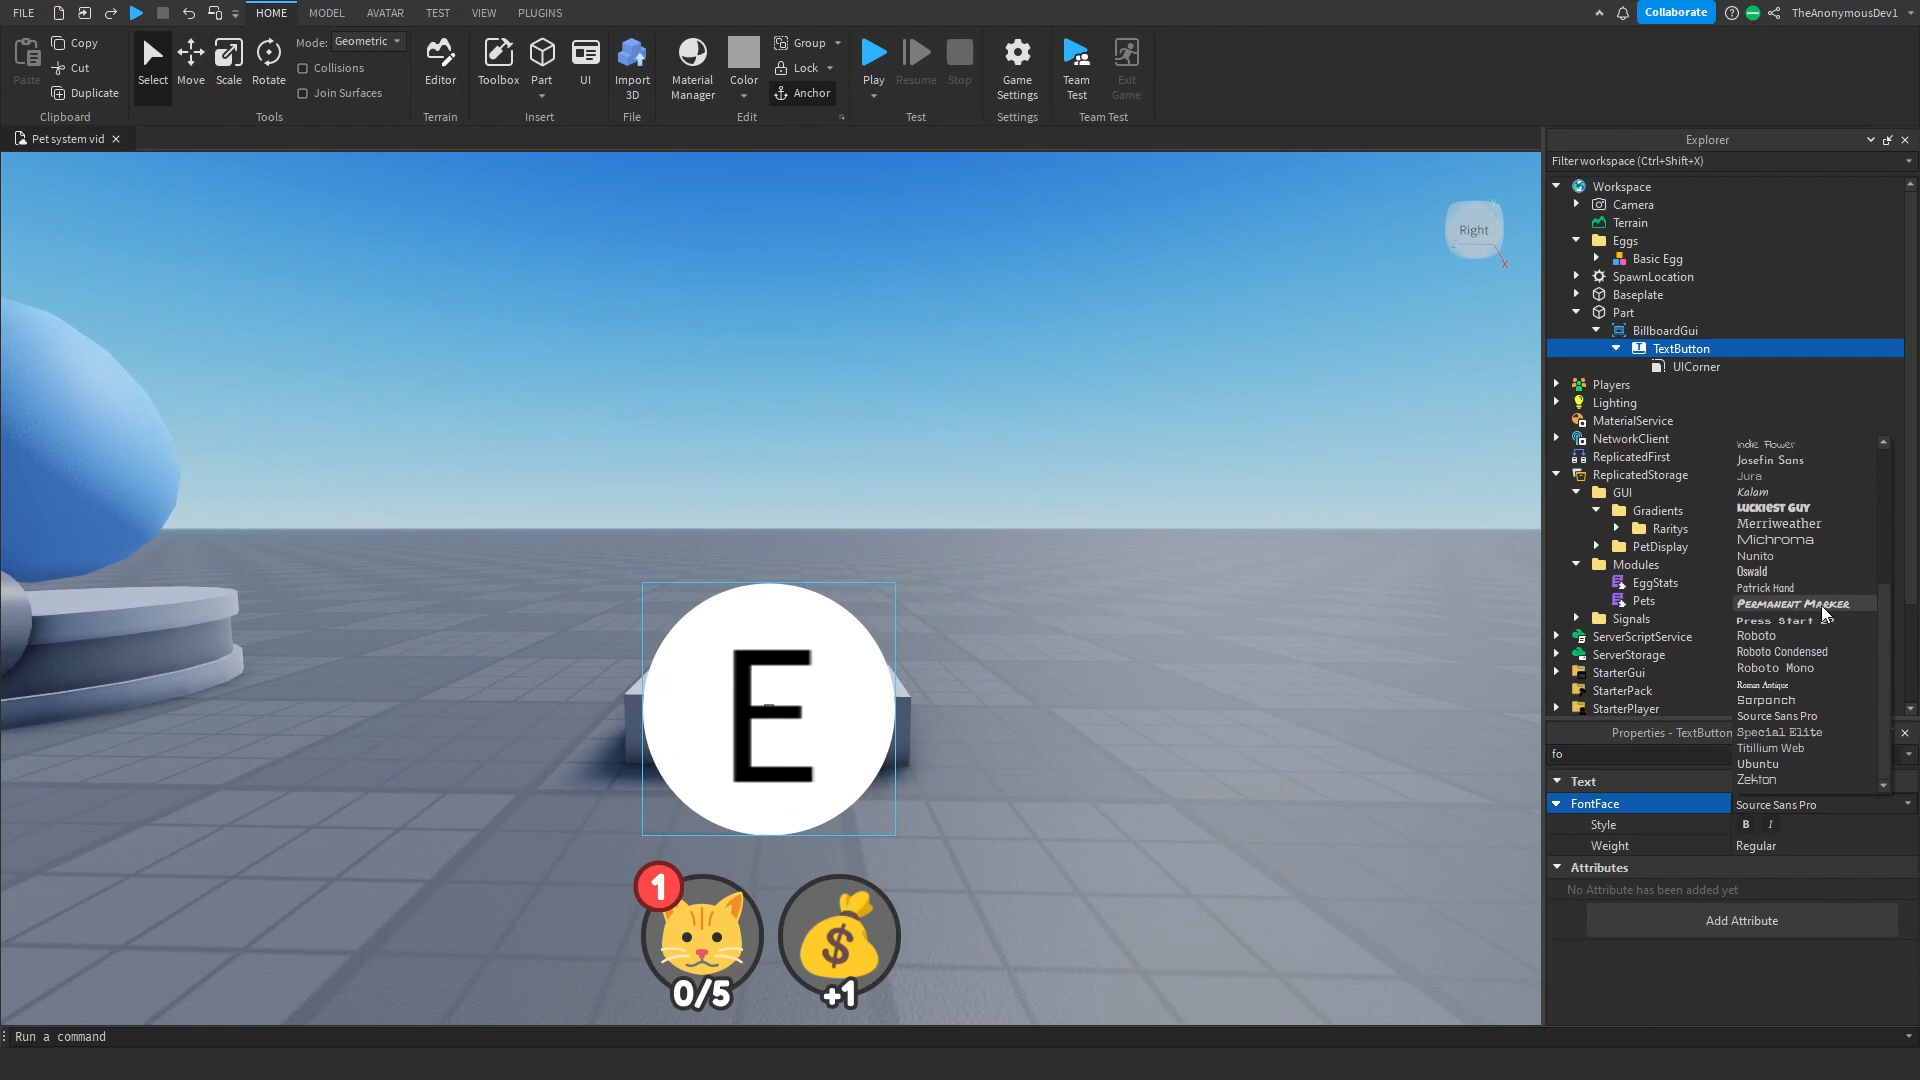 FILE
HOME
MODEL
AVATAR
TEST
VIEW
PLUGINS
Collaborate
TheAnonymousDev1
Paste
Copy
Cut
Duplicate
Clipboard
Select
Move
Scale
Rotate
Mode:
Geometric
Collisions
Join Surfaces
Tools
Editor
Terrain
Toolbox
Part
UI
Insert
Import
3D
File
Material
Manager
Color
Group
Lock
Anchor
Edit
Play
Resume
Stop
Test
Game
Settings
Settings
Team
Test
Exit
Game
Team Test
Pet system vid
Right
X
E
1
0/5
+1
Explorer
Filter workspace (Ctrl+Shift+X)
Workspace
Camera
Terrain
Eggs
Basic Egg
SpawnLocation
Baseplate
Part
BillboardGui
TextButton
UICorner
Players
Lighting
MaterialService
NetworkClient
ReplicatedFirst
ReplicatedStorage
GUI
Gradients
Raritys
PetDisplay
Modules
EggStats
Pets
Signals
ServerScriptService
ServerStorage
StarterGui
StarterPack
StarterPlayer
Indie Flower
Josefin Sans
Jura
Kalam
Luckiest Guy
Merriweather
Michroma
Nunito
Oswald
Patrick Hand
Permanent Marker
Press Start
Roboto
Roboto Condensed
Roboto Mono
Roman Antique
Sarpanch
Source Sans Pro
Special Elite
Titillium Web
Ubuntu
Zekton
Properties - TextButton
fo
Text
FontFace
Source Sans Pro
Style
B I
Weight
Regular
Attributes
No Attribute has been added yet
Add Attribute
Run a command